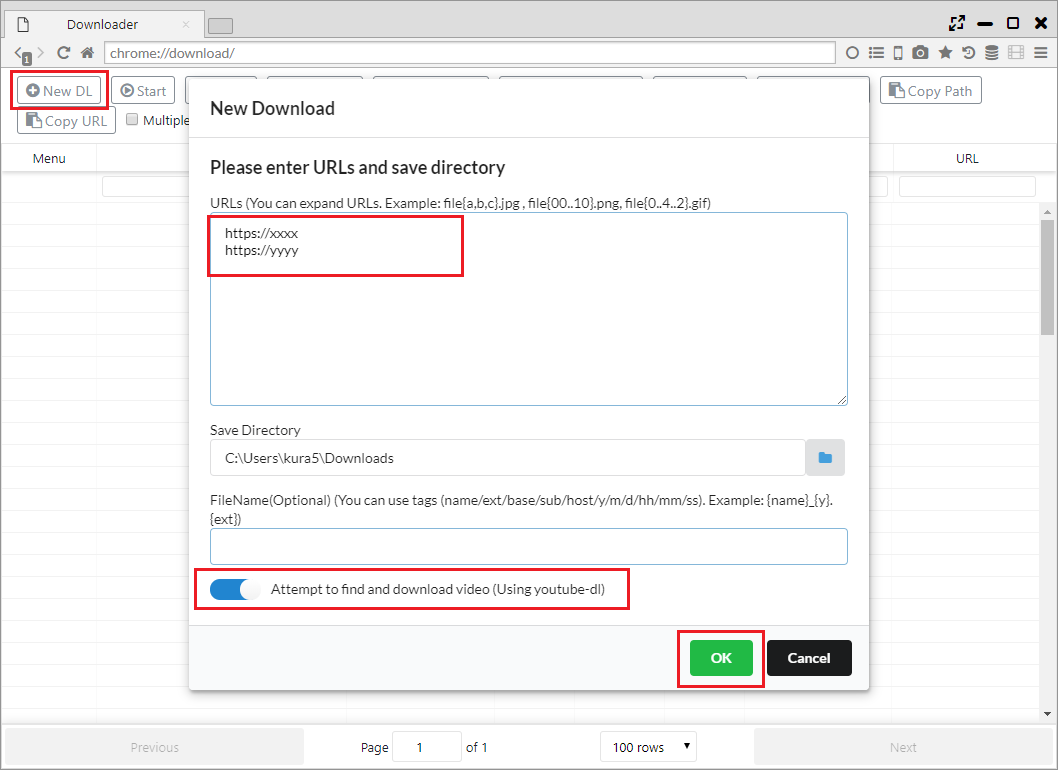 Downloader
1
chrome://download/
New DL
Start
Copy Path
Copy URL
Multiple
Menu
URL
New Download
Please enter URLs and save directory
URLs (You can expand URLs. Example: file{a,b,c}.jpg , file{00..10}.png, file{0..4..2}.gif)
https://xxxx
https://yyyy
Save Directory
C:\Users\kura5\Downloads
FileName(Optional) (You can use tags (name/ext/base/sub/host/y/m/d/hh/mm/ss). Example: {name}_{y}.
{ext})
Attempt to find and download video (Using youtube-dl)
OK
Cancel
Previous
Page 1 of 1
100 rows
Next